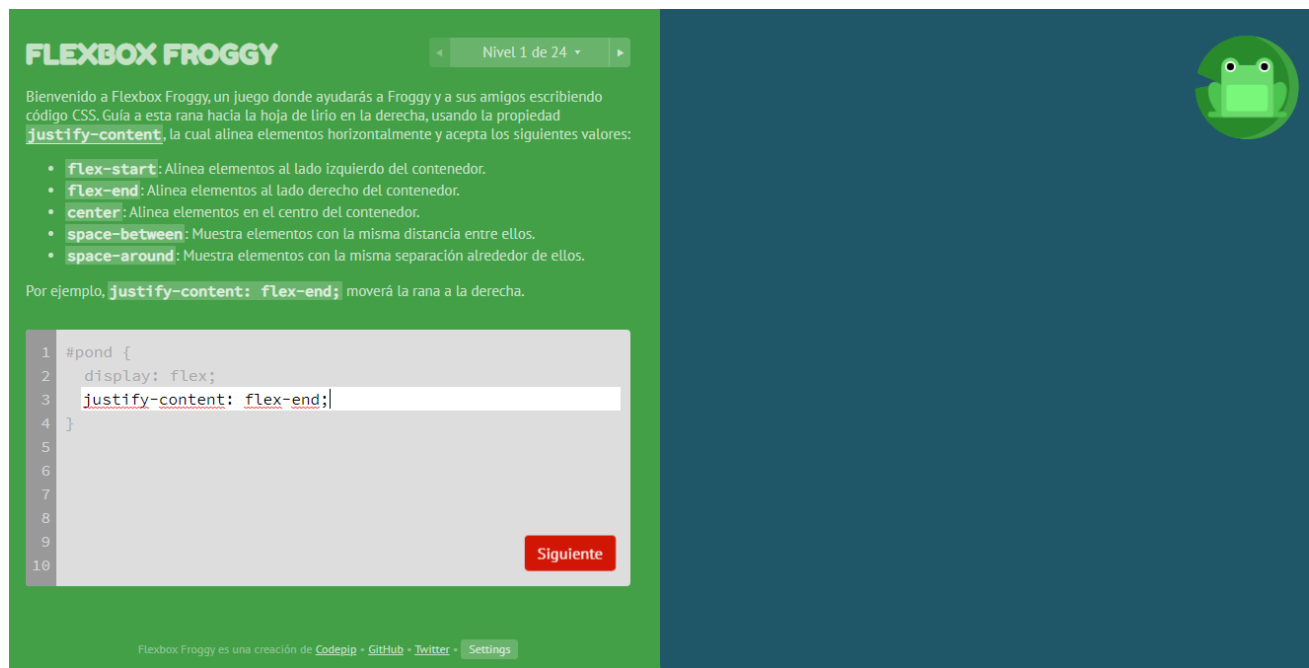 FLEXBOX FROGGY
◂ Nivel 1 de 24 ▾ ▸
Bienvenido a Flexbox Froggy, un juego donde ayudarás a Froggy y a sus amigos escribiendo
código CSS. Guía a esta rana hacia la hoja de lirio en la derecha, usando la propiedad
justify-content, la cual alinea elementos horizontalmente y acepta los siguientes valores:
• flex-start: Alinea elementos al lado izquierdo del contenedor.
• flex-end: Alinea elementos al lado derecho del contenedor.
• center: Alinea elementos en el centro del contenedor.
• space-between: Muestra elementos con la misma distancia entre ellos.
• space-around: Muestra elementos con la misma separación alrededor de ellos.
Por ejemplo, justify-content: flex-end; moverá la rana a la derecha.
1 #pond {
2 display: flex;
3 justify-content: flex-end;
4 }
5
6
7
8
9
10
Siguiente
Flexbox Froggy es una creación de Codepip • GitHub • Twitter • Settings